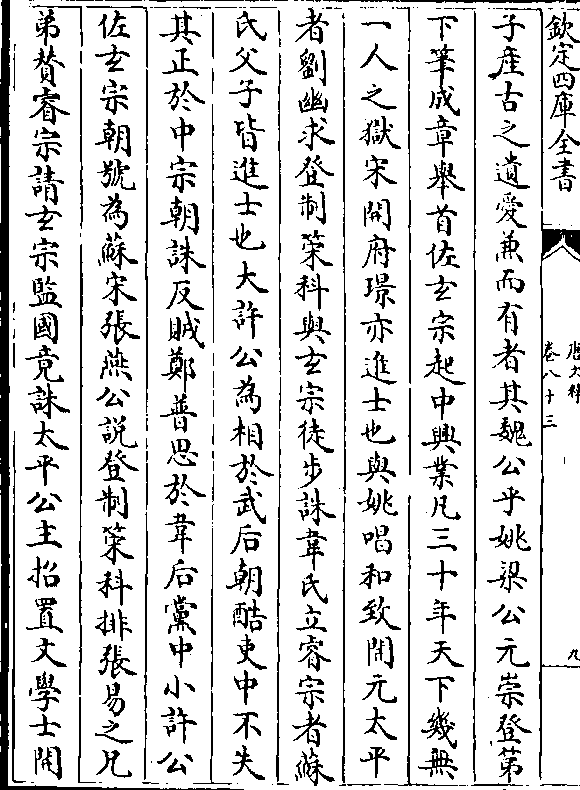 欽定四庫全書
唐文粹
卷八十三
九
子産古之遺愛兼而有者其魏公乎姚梁公元崇登第
下筆成章舉首佐玄宗起中興業凡三十年天下幾無
一人之獄宋開府璟亦進士也與姚唱和致開元太平
者劉幽求登制策科與玄宗徒步誅韋氏立睿宗者蘇
氏父子皆進士也大許公為相於武后朝酷吏中不失
其正於中宗朝誅反賊鄭普思於韋后黨中小許公
佐玄宗朝號為蘇宋張燕公說登制策科排張易之兄
弟賛睿宗請玄宗監國竟誅太平公主招置文學士開